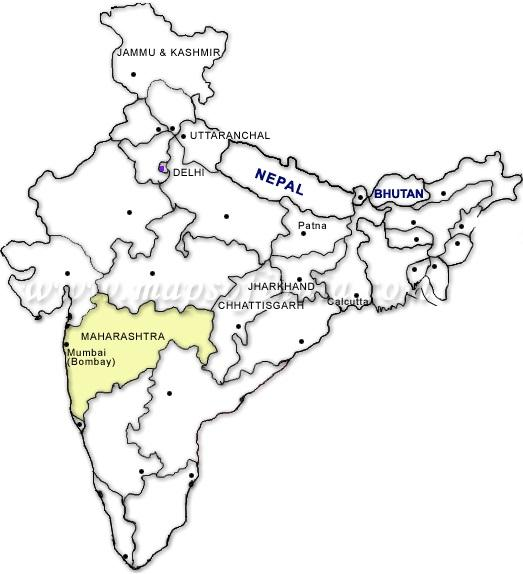 JAMMU & KASHMIR
UTTARANCHAL
DELHI
NEPAL
BHUTAN
Patna
JHARKHAND
CHHATTISGARH
Calcutta
MAHARASHTRA
Mumbai
(Bombay)